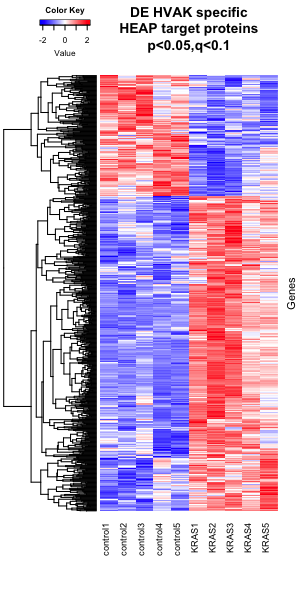 Color Key
-2 0 2
Value
DE HVAK specific
HEAP target proteins
p<0.05,q<0.1
Genes
control1
control2
control3
control4
control5
KRAS1
KRAS2
KRAS3
KRAS4
KRAS5